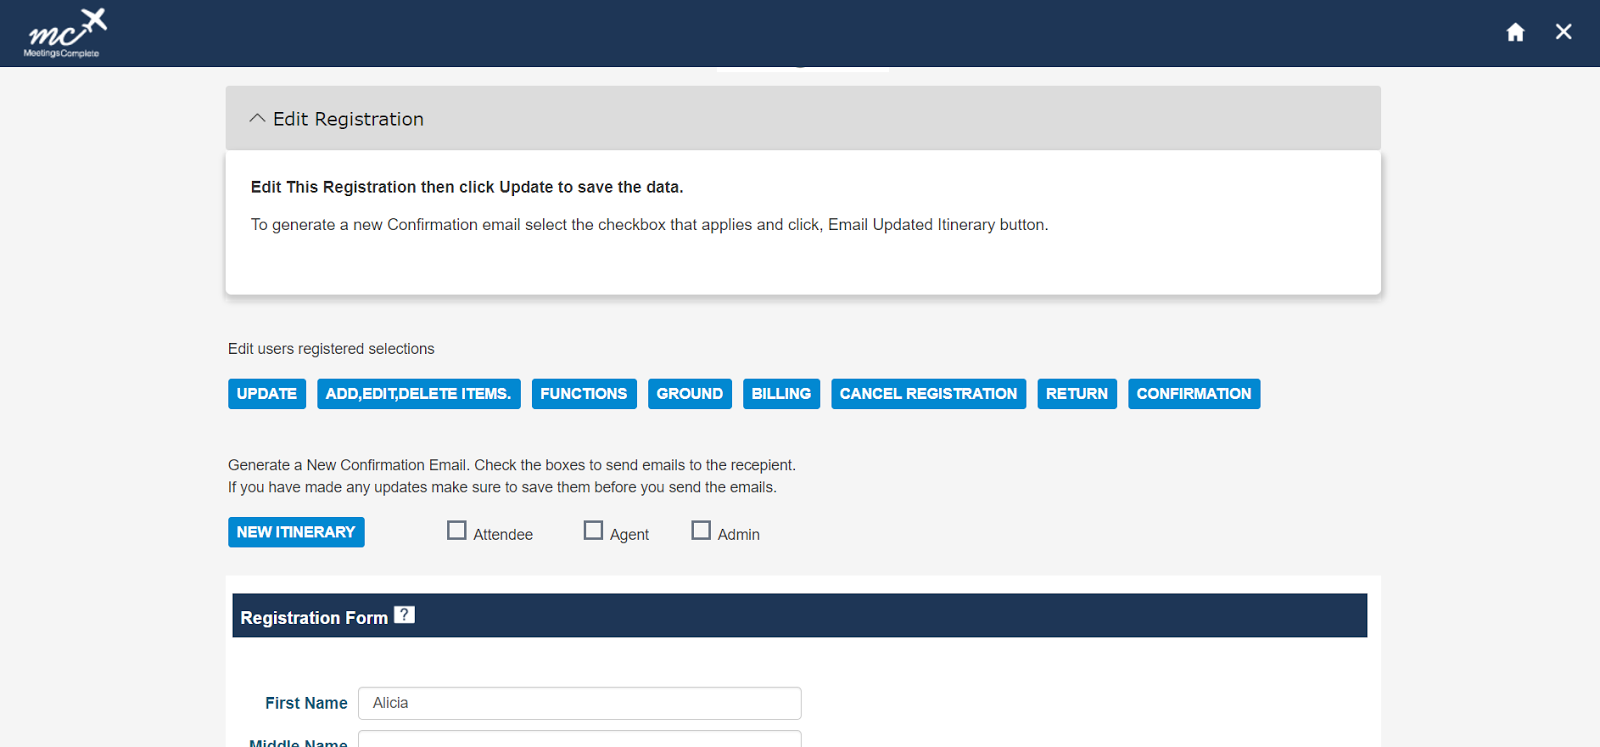 mc
MeetingsComplete
Edit Registration
Edit This Registration then click Update to save the data.
To generate a new Confirmation email select the checkbox that applies and click, Email Updated Itinerary button.
Edit users registered selections
UPDATE ADD,EDIT,DELETE ITEMS. FUNCTIONS GROUND BILLING CANCEL REGISTRATION RETURN CONFIRMATION
Generate a New Confirmation Email. Check the boxes to send emails to the recepient.
If you have made any updates make sure to save them before you send the emails.
NEW ITINERARY Attendee Agent Admin
Registration Form ?
First Name Alicia
Middle Name